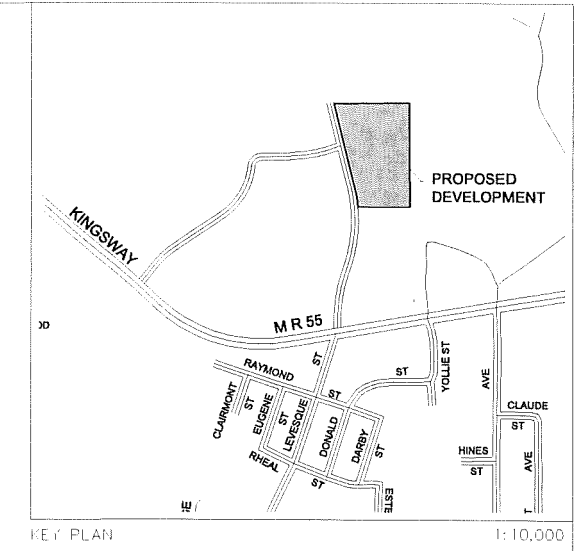 PROPOSED
DEVELOPMENT
KINGSWAY
M R 55
RAYMOND
ST
ST
ST
YOLLIE ST
AVE
CLAIRMONT
ST
EUGENE
ST
LEVESQUE
DONALD
DARBY
ST
CLAUDE
ST
RHEAL
ST
HINES
ST
AVE
ESTE
KEY PLAN
1:10,000